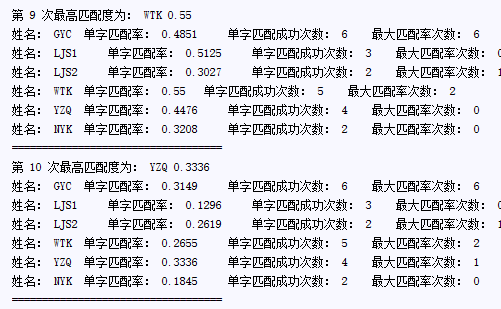 第 9 次最高匹配度为: WTK 0.55
姓名: GYC 单字匹配率: 0.4851 单字匹配成功次数: 6 最大匹配率次数: 6
姓名: LJS1 单字匹配率: 0.5125 单字匹配成功次数: 3 最大匹配率次数: 0
姓名: LJS2 单字匹配率: 0.3027 单字匹配成功次数: 2 最大匹配率次数: 1
姓名: WTK 单字匹配率: 0.55 单字匹配成功次数: 5 最大匹配率次数: 2
姓名: YZQ 单字匹配率: 0.4476 单字匹配成功次数: 4 最大匹配率次数: 0
姓名: NYK 单字匹配率: 0.3208 单字匹配成功次数: 2 最大匹配率次数: 0
第 10 次最高匹配度为: YZQ 0.3336
姓名: GYC 单字匹配率: 0.3149 单字匹配成功次数: 6 最大匹配率次数: 6
姓名: LJS1 单字匹配率: 0.1296 单字匹配成功次数: 3 最大匹配率次数: 0
姓名: LJS2 单字匹配率: 0.2619 单字匹配成功次数: 2 最大匹配率次数: 1
姓名: WTK 单字匹配率: 0.2655 单字匹配成功次数: 5 最大匹配率次数: 2
姓名: YZQ 单字匹配率: 0.3336 单字匹配成功次数: 4 最大匹配率次数: 1
姓名: NYK 单字匹配率: 0.1845 单字匹配成功次数: 2 最大匹配率次数: 0